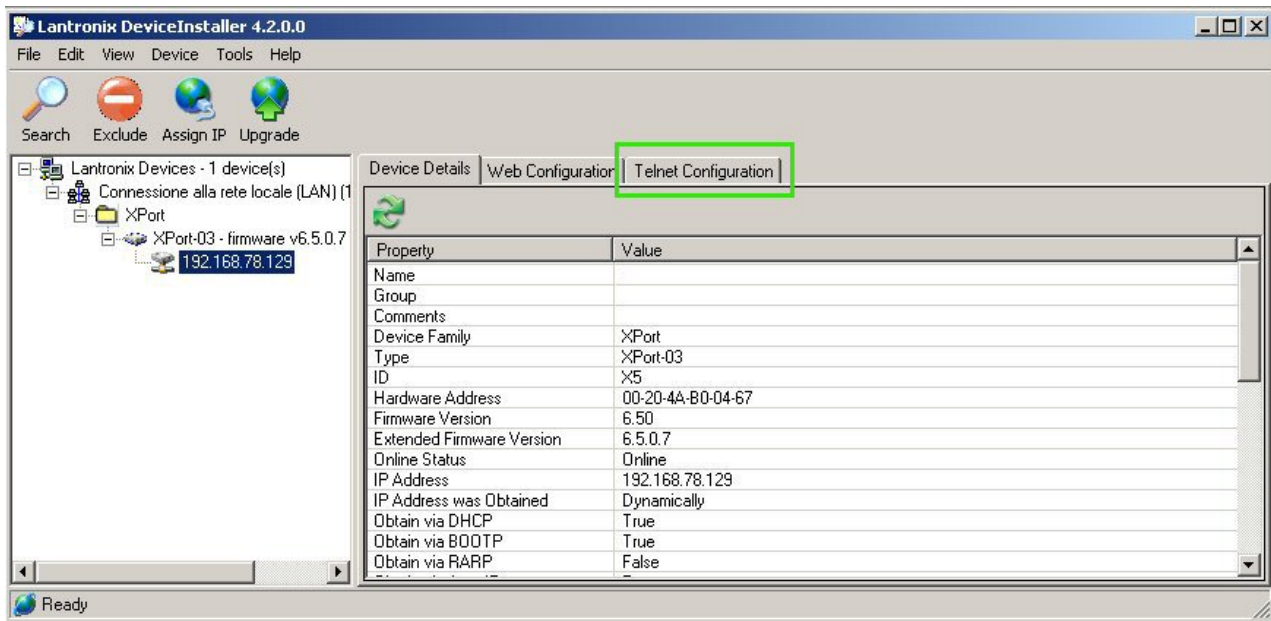 Lantronix DeviceInstaller 4.2.0.0
File Edit View Device Tools Help
Search Exclude Assign IP Upgrade
Lantronix Devices - 1 device(s)
Connessione alla rete locale (LAN) (1
XPort
XPort-03 - firmware v6.5.0.7
192.168.78.129
Device Details Web Configuration Telnet Configuration
Property Value
Name
Group
Comments
Device Family XPort
Type XPort-03
ID X5
Hardware Address 00-20-4A-B0-04-67
Firmware Version 6.50
Extended Firmware Version 6.5.0.7
Online Status Online
IP Address 192.168.78.129
IP Address was Obtained Dynamically
Obtain via DHCP True
Obtain via BOOTP True
Obtain via RARP False
Ready